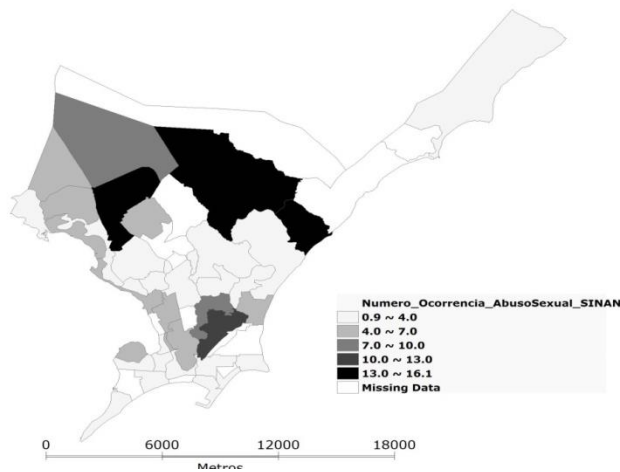 Numero_Ocorrencia_AbusoSexual_SINAN
0.9 ~ 4.0
4.0 ~ 7.0
7.0 ~ 10.0
10.0 ~ 13.0
13.0 ~ 16.1
Missing Data
0 6000 12000 18000
Metros